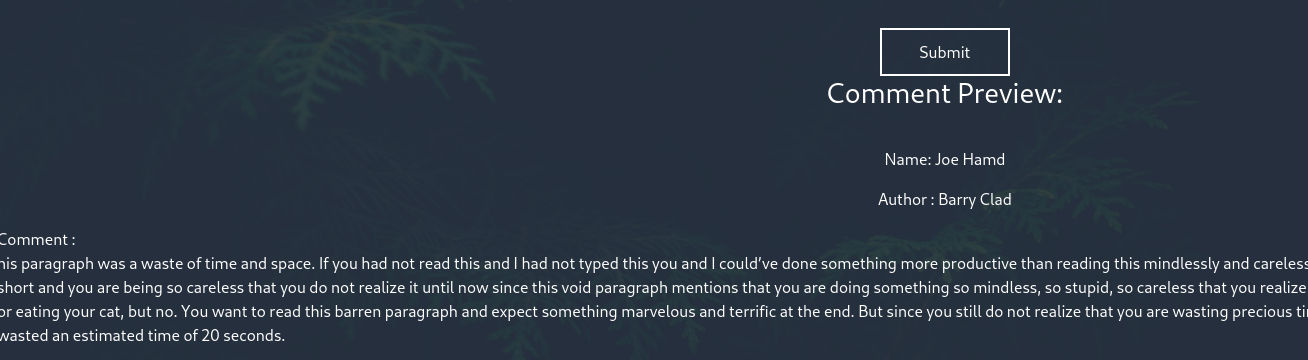 Submit
Comment Preview:
Name: Joe Hamd
Author : Barry Clad
Comment :
his paragraph was a waste of time and space. If you had not read this and I had not typed this you and I could've done something more productive than reading this mindlessly and careless
short and you are being so careless that you do not realize it until now since this void paragraph mentions that you are doing something so mindless, so stupid, so careless that you realize
or eating your cat, but no. You want to read this barren paragraph and expect something marvelous and terrific at the end. But since you still do not realize that you are wasting precious
wasted an estimated time of 20 seconds.